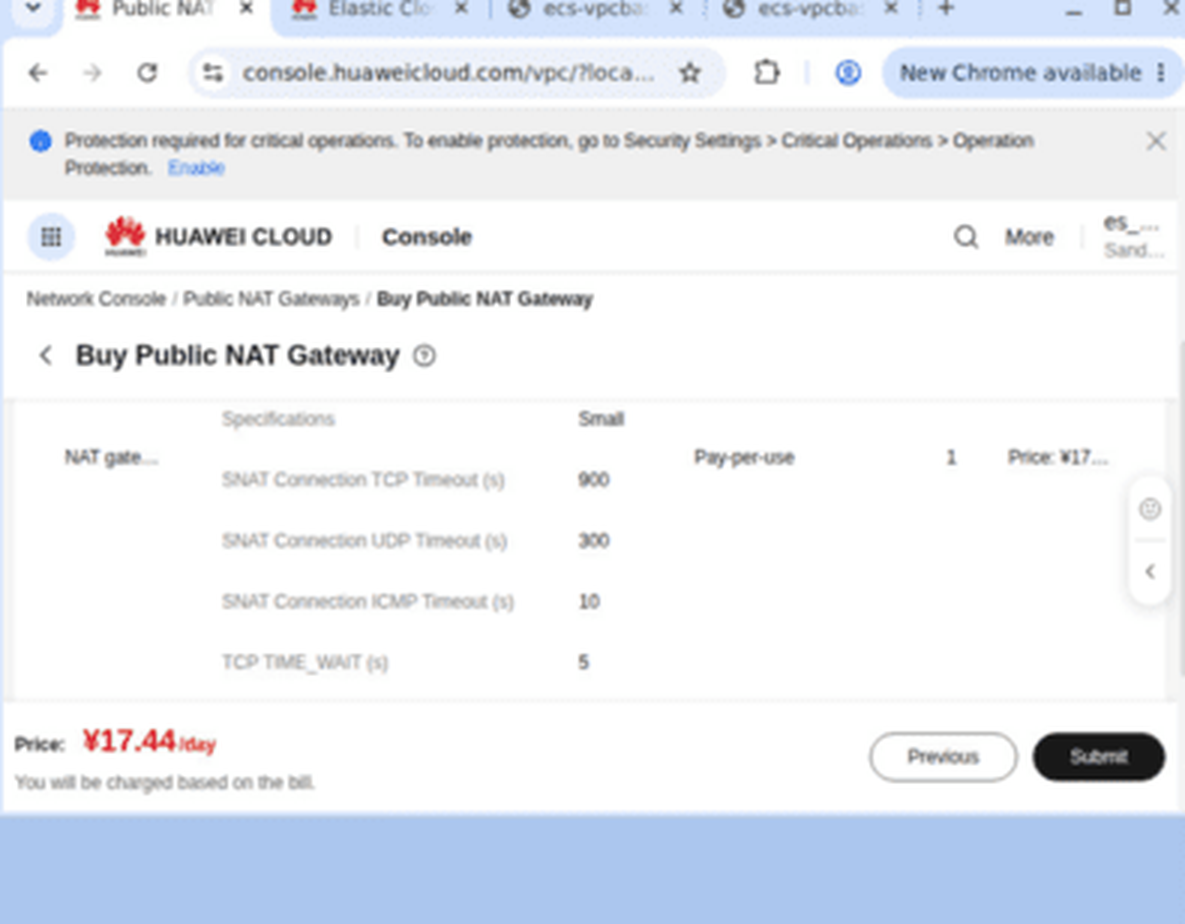 Public NAT
Elastic Clo
ecs-vpcba
ecs-vpcba
console.huaweicloud.com/vpc/?loca...
New Chrome available
Protection required for critical operations. To enable protection, go to Security Settings > Critical Operations > Operation
Protection. Enable
HUAWEI HUAWEI CLOUD Console
More
es_...
Sand...
Network Console / Public NAT Gateways / Buy Public NAT Gateway
Buy Public NAT Gateway
Specifications Small
NAT gate... Pay-per-use 1 Price: ¥17...
SNAT Connection TCP Timeout (s) 900
SNAT Connection UDP Timeout (s) 300
SNAT Connection ICMP Timeout (s) 10
TCP TIME_WAIT (s) 5
Price: ¥17.44/day
You will be charged based on the bill.
Previous
Submit